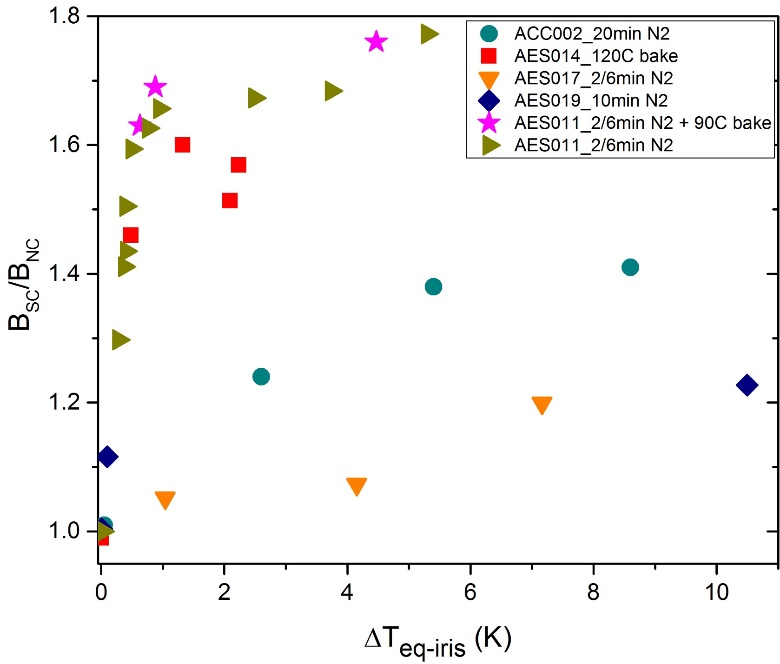 1.8
1.6
1.4
1.2
1.0
B_SC/B_NC
ACC002_20min N2
AES014_120C bake
AES017_2/6min N2
AES019_10min N2
AES011_2/6min N2 + 90C bake
AES011_2/6min N2
0 2 4 6 8 10
ΔT_eq-iris (K)